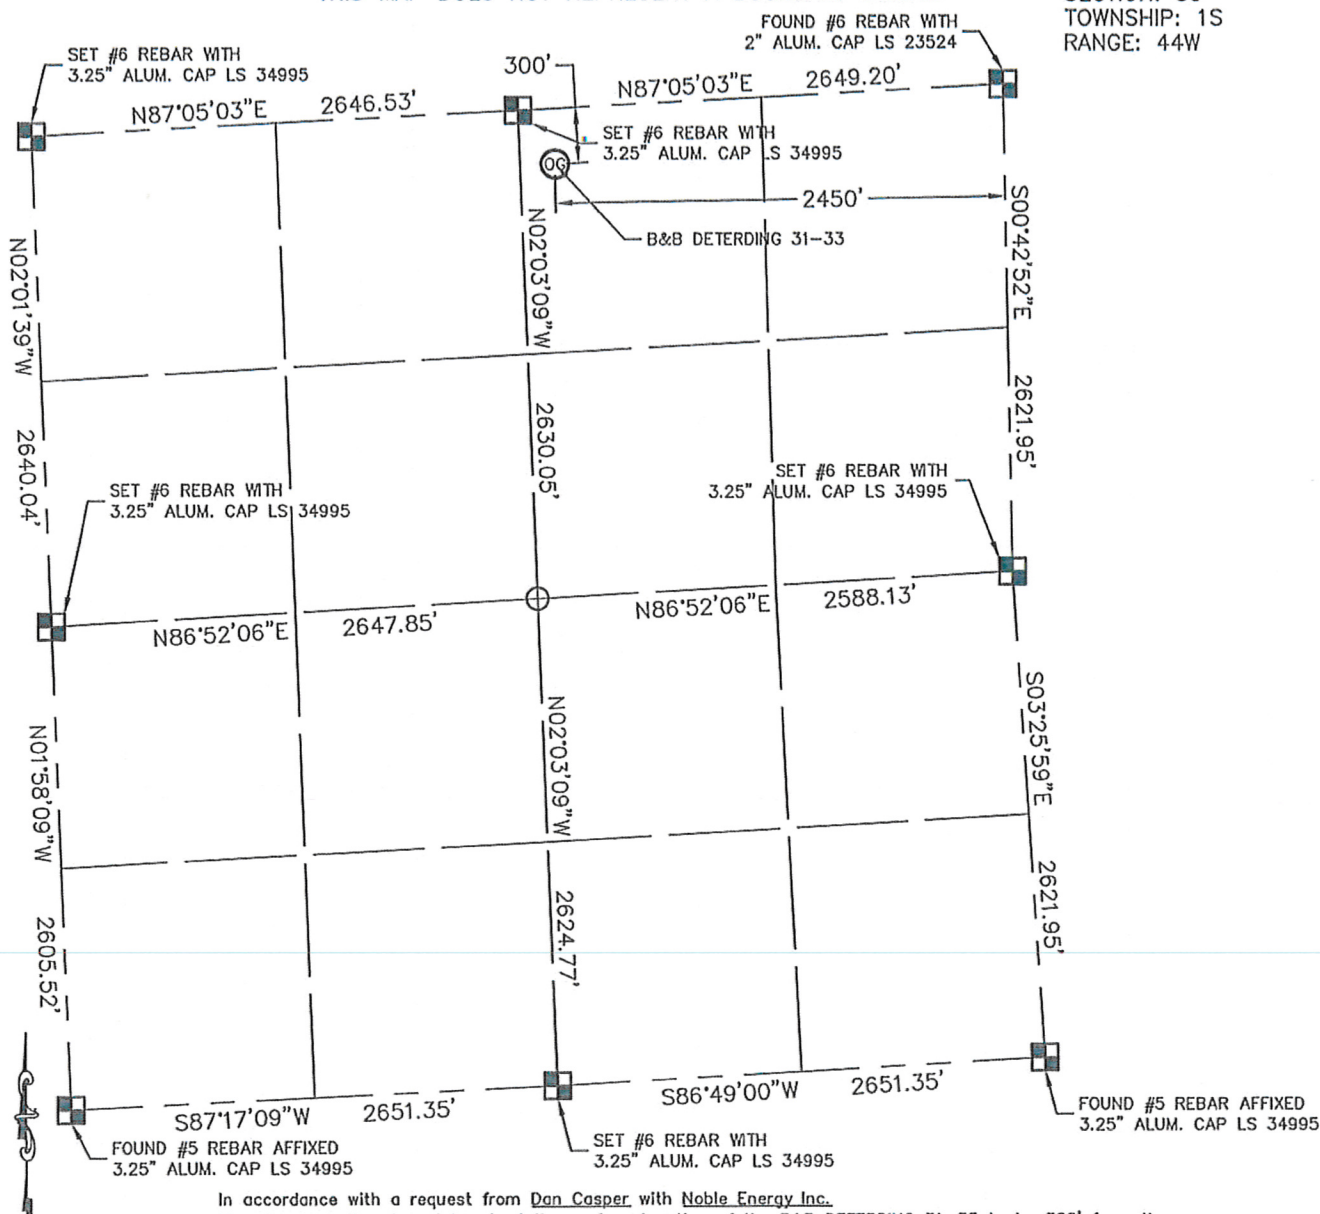 TOWNSHIP: 1S
RANGE: 44W
FOUND #6 REBAR WITH
2" ALUM. CAP LS 23524
SET #6 REBAR WITH
3.25" ALUM. CAP LS 34995
300'
N87°05'03"E 2646.53'
N87°05'03"E 2649.20'
SET #6 REBAR WITH
3.25" ALUM. CAP LS 34995
OG
2450'
B&B DETERDING 31-33
N02°01'39"W 2640.04'
N02°03'09"W 2630.05'
S00°42'52"E 2621.95'
SET #6 REBAR WITH
3.25" ALUM. CAP LS 34995
SET #6 REBAR WITH
3.25" ALUM. CAP LS 34995
N86°52'06"E 2647.85'
N86°52'06"E 2588.13'
N01°58'09"W 2605.52'
N02°03'09"W 2624.77'
S03°25'59"E 2621.95'
S87°17'09"W 2651.35'
S86°49'00"W 2651.35'
FOUND #5 REBAR AFFIXED
3.25" ALUM. CAP LS 34995
SET #6 REBAR WITH
3.25" ALUM. CAP LS 34995
FOUND #5 REBAR AFFIXED
3.25" ALUM. CAP LS 34995
In accordance with a request from Dan Casper with Noble Energy Inc.